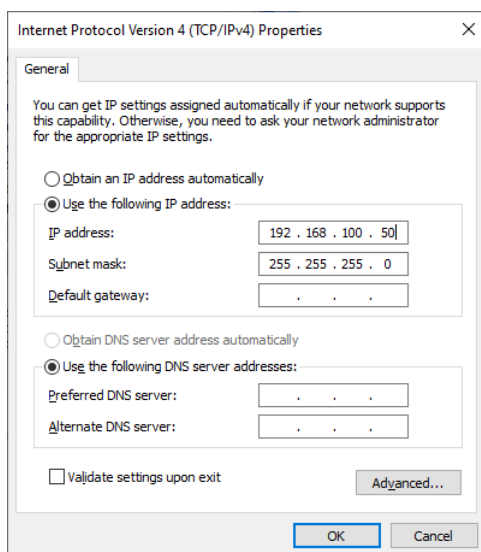 Internet Protocol Version 4 (TCP/IPv4) Properties
General
You can get IP settings assigned automatically if your network supports
this capability. Otherwise, you need to ask your network administrator
for the appropriate IP settings.
Obtain an IP address automatically
Use the following IP address:
IP address: 192 . 168 . 100 . 50
Subnet mask: 255 . 255 . 255 . 0
Default gateway: . . .
Obtain DNS server address automatically
Use the following DNS server addresses:
Preferred DNS server: . . .
Alternate DNS server: . . .
Validate settings upon exit
Advanced...
OK Cancel